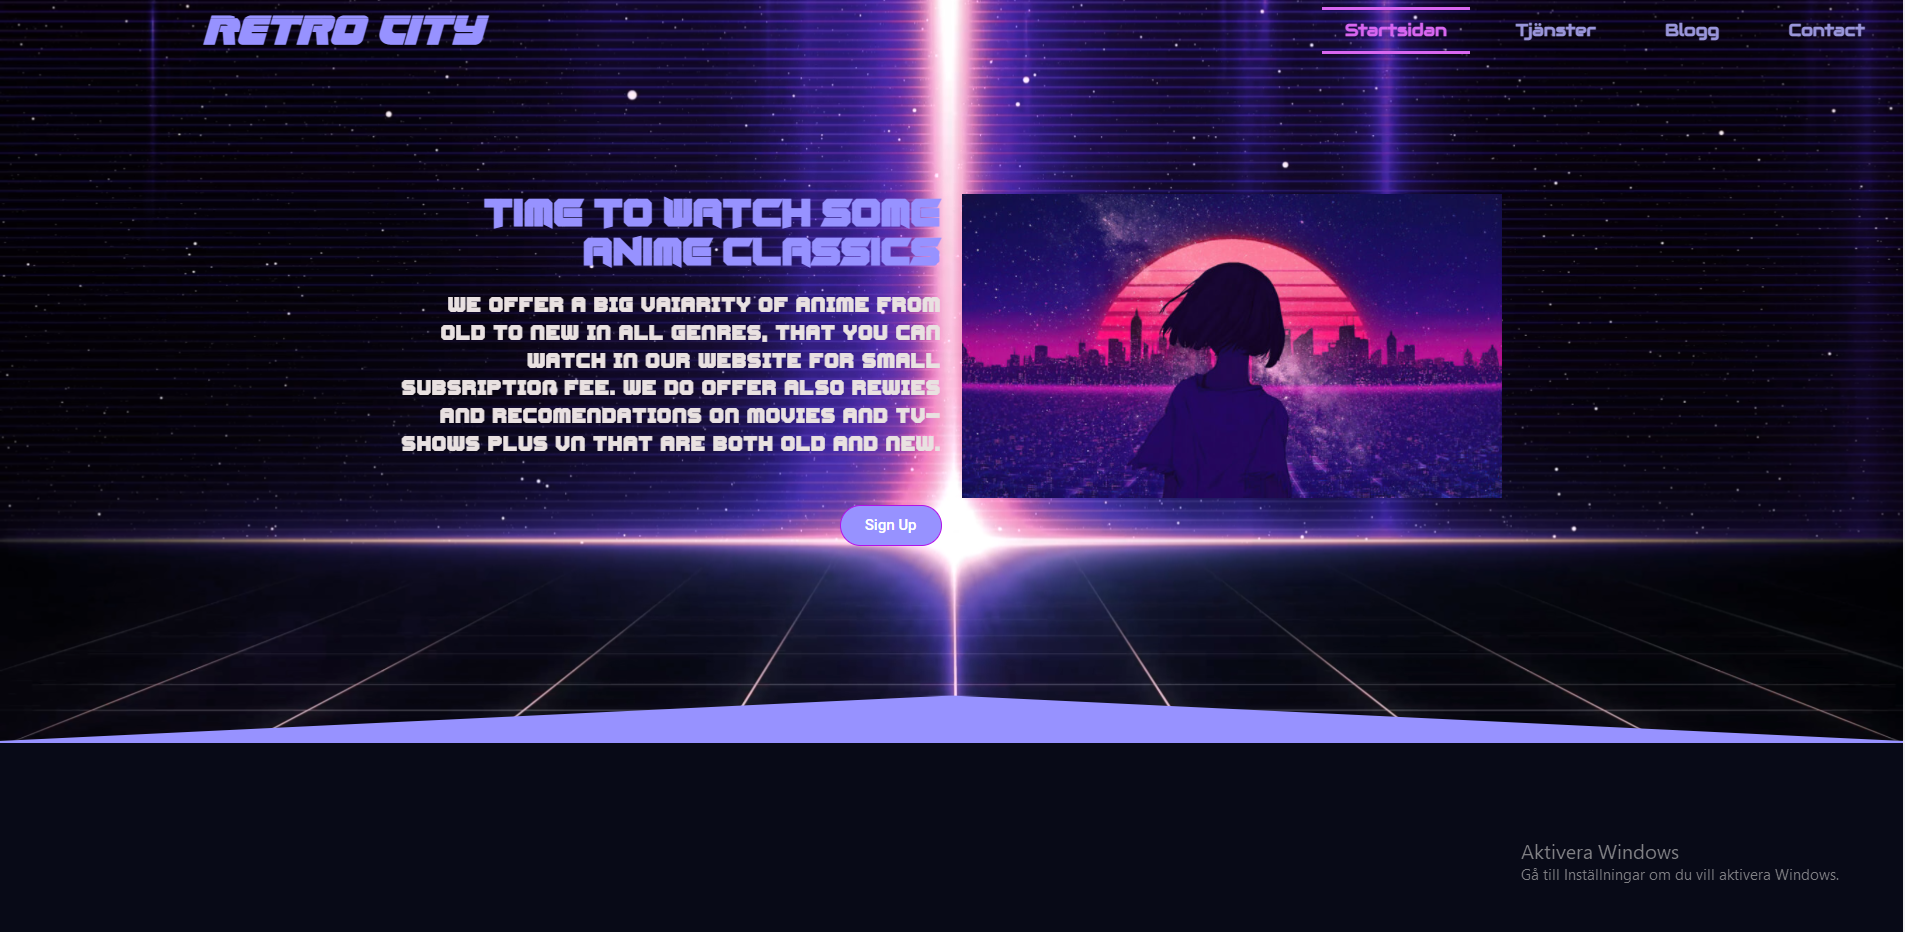 RETRO CITY
Startsidan Tjänster Blogg Contact
TIME TO WATCH SOME
ANIME CLASSICS
WE OFFER A BIG VAIARITY OF ANIME FROM
OLD TO NEW IN ALL GENRES, THAT YOU CAN
WATCH IN OUR WEBSITE FOR SMALL
SUBSRIPTION FEE. WE DO OFFER ALSO REWIES
AND RECOMENDATIONS ON MOVIES AND TV-
SHOWS PLUS VN THAT ARE BOTH OLD AND NEW.
Sign Up
Aktivera Windows
Gå till Inställningar om du vill aktivera Windows.